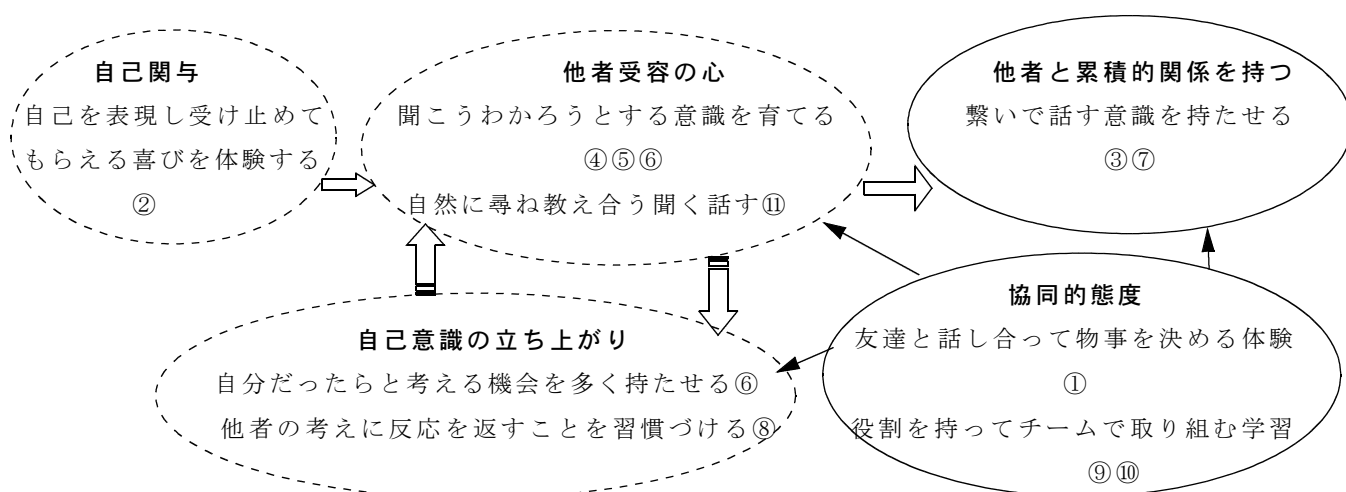 自己関与
自己を表現し受け止めて
もらえる喜びを体験する
②
他者受容の心
聞こうわかろうとする意識を育てる
④⑤⑥
自然に尋ね教え合う聞く話す⑪
他者と累積的関係を持つ
繋いで話す意識を持たせる
③⑦
自己意識の立ち上がり
自分だったらと考える機会を多く持たせる⑥
他者の考えに反応を返すことを習慣づける⑧
協同的態度
友達と話し合って物事を決める体験
①
役割を持ってチームで取り組む学習
⑨⑩